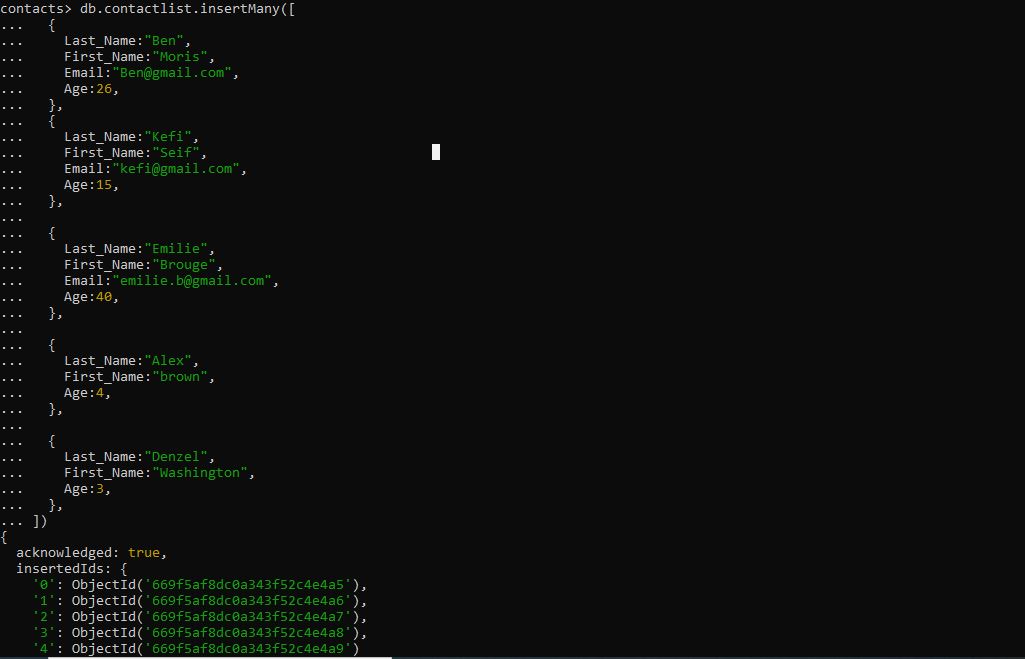 contacts> db.contactlist.insertMany([
...   {
...     Last_Name:"Ben",
...     First_Name:"Moris",
...     Email:"Ben@gmail.com",
...     Age:26,
...   },
...   {
...     Last_Name:"Kefi",
...     First_Name:"Seif",
...     Email:"kefi@gmail.com",
...     Age:15,
...   },
...
...   {
...     Last_Name:"Emilie",
...     First_Name:"Brouge",
...     Email:"emilie.b@gmail.com",
...     Age:40,
...   },
...
...   {
...     Last_Name:"Alex",
...     First_Name:"brown",
...     Age:4,
...   },
...
...   {
...     Last_Name:"Denzel",
...     First_Name:"Washington",
...     Age:3,
...   },
... ])
{
  acknowledged: true,
  insertedIds: {
    '0': ObjectId('669f5af8dc0a343f52c4e4a5'),
    '1': ObjectId('669f5af8dc0a343f52c4e4a6'),
    '2': ObjectId('669f5af8dc0a343f52c4e4a7'),
    '3': ObjectId('669f5af8dc0a343f52c4e4a8'),
    '4': ObjectId('669f5af8dc0a343f52c4e4a9')